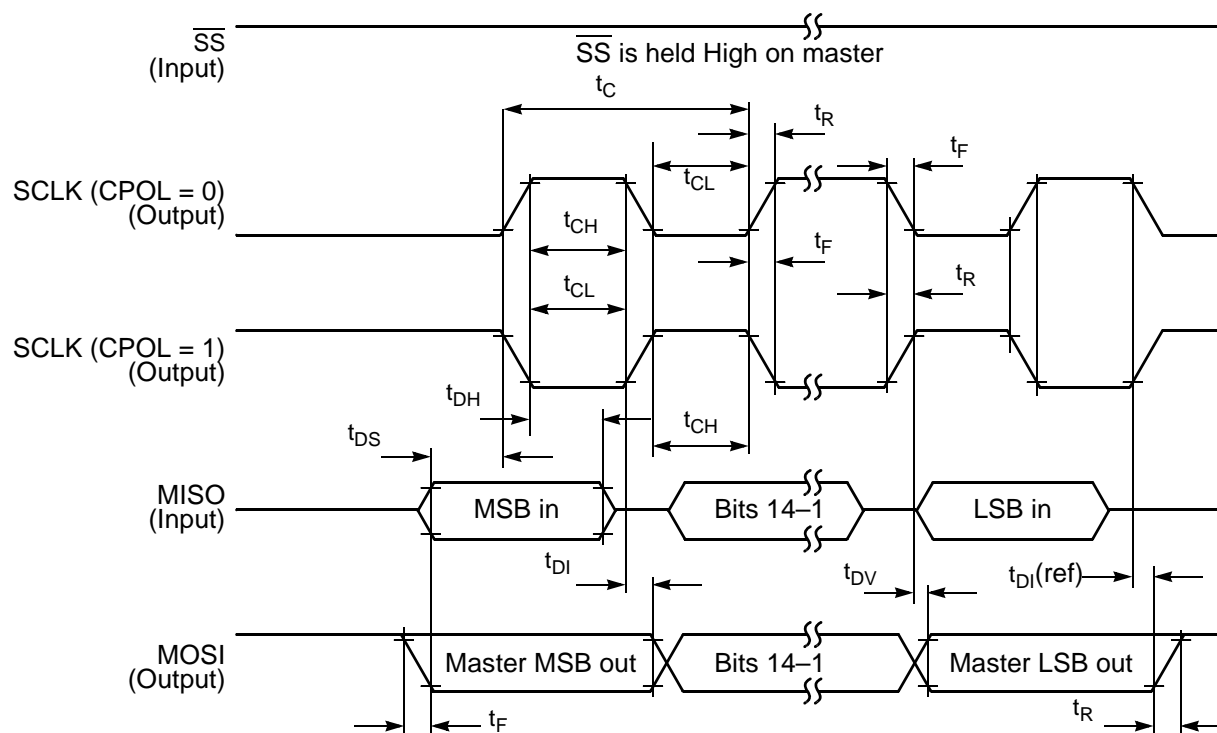 SS
(Input)
SS is held High on master
tC
tR
tF
SCLK (CPOL = 0)
(Output)
tCL
tCH
tF
tCL
tR
SCLK (CPOL = 1)
(Output)
tDH
tCH
tDS
MISO
(Input)
MSB in
Bits 14–1
LSB in
tDI
tDV
tDI(ref)
MOSI
(Output)
Master MSB out
Bits 14–1
Master LSB out
tF
tR